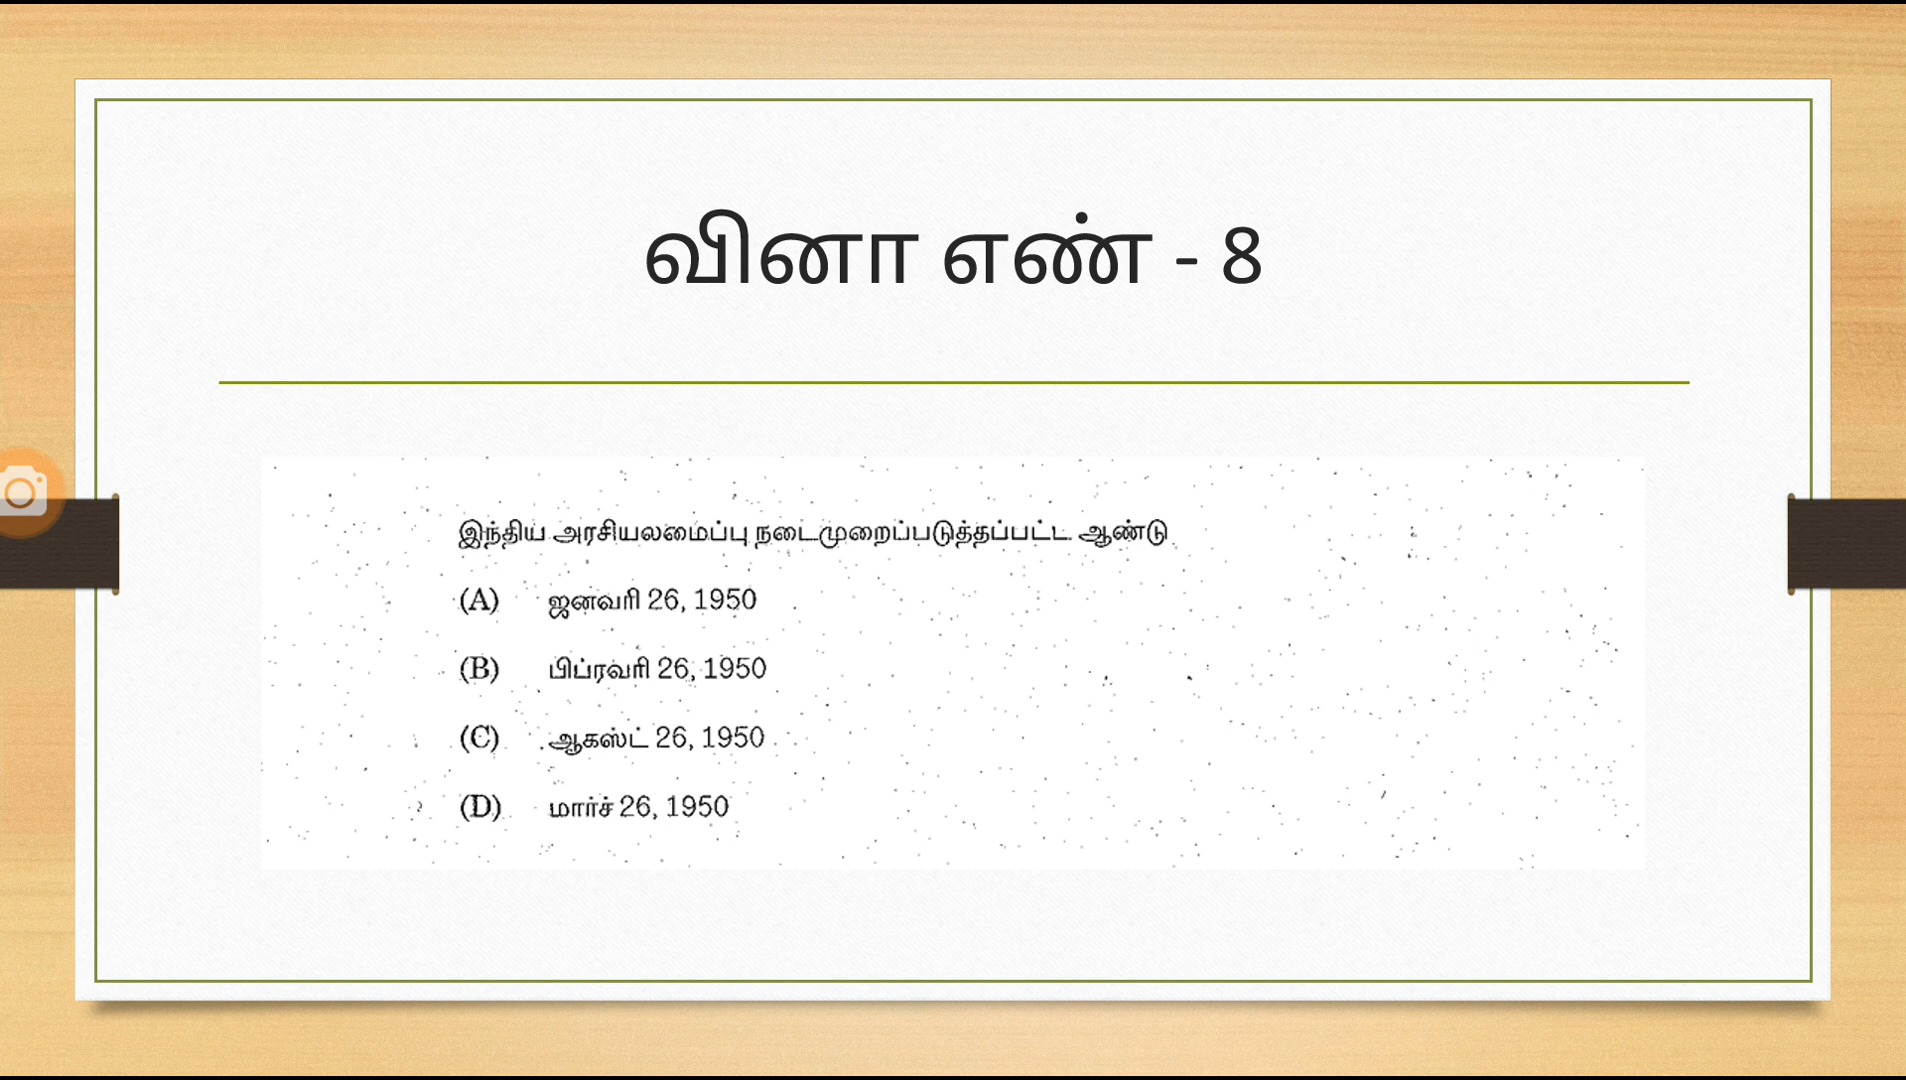 வினா எண் - 8
இந்திய அரசியலமைப்பு நடைமுறைப்படுத்தப்பட்ட ஆண்டு
(A) ஜனவரி 26, 1950
(B) பிப்ரவரி 26, 1950
(C) ஆகஸ்ட் 26, 1950
(D) மார்ச் 26, 1950